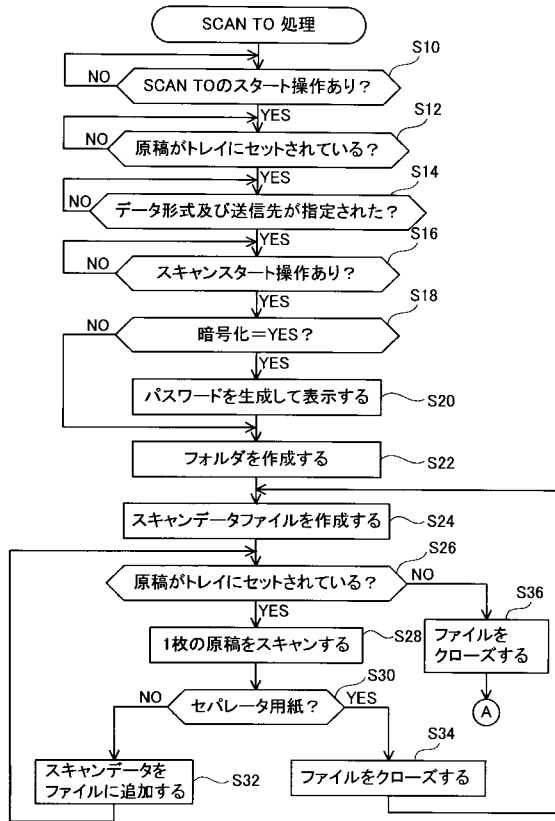 SCAN TO 処理
S10
SCAN TOのスタート操作あり？
NO
YES
S12
原稿がトレイにセットされている？
NO
YES
S14
データ形式及び送信先が指定された？
NO
YES
S16
スキャンスタート操作あり？
NO
YES
S18
暗号化＝YES？
NO
YES
パスワードを生成して表示する
S20
フォルダを作成する
S22
スキャンデータファイルを作成する
S24
S26
原稿がトレイにセットされている？
NO
YES
S36
ファイルを
クローズする
A
1枚の原稿をスキャンする
S28
S30
セパレータ用紙？
NO
YES
スキャンデータを
ファイルに追加する
S32
S34
ファイルをクローズする